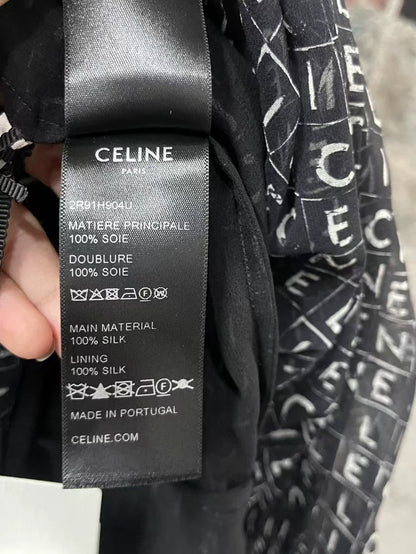 CELINE
PARIS
2R91H904U
MATIÈRE PRINCIPALE
100% SOIE
DOUBLURE
100% SOIE
MAIN MATERIAL
100% SILK
LINING
100% SILK
MADE IN PORTUGAL
CELINE.COM